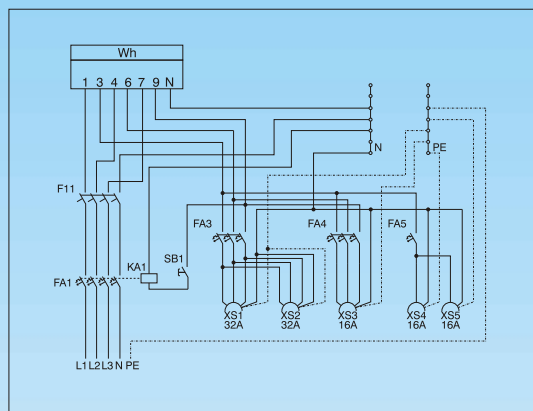 Wh
1 3 4 6 7 9 N
N
PE
F11
FA3
FA4
FA5
SB1
KA1
FA1
XS1
32A
XS2
32A
XS3
16A
XS4
16A
XS5
16A
L1 L2 L3 N PE